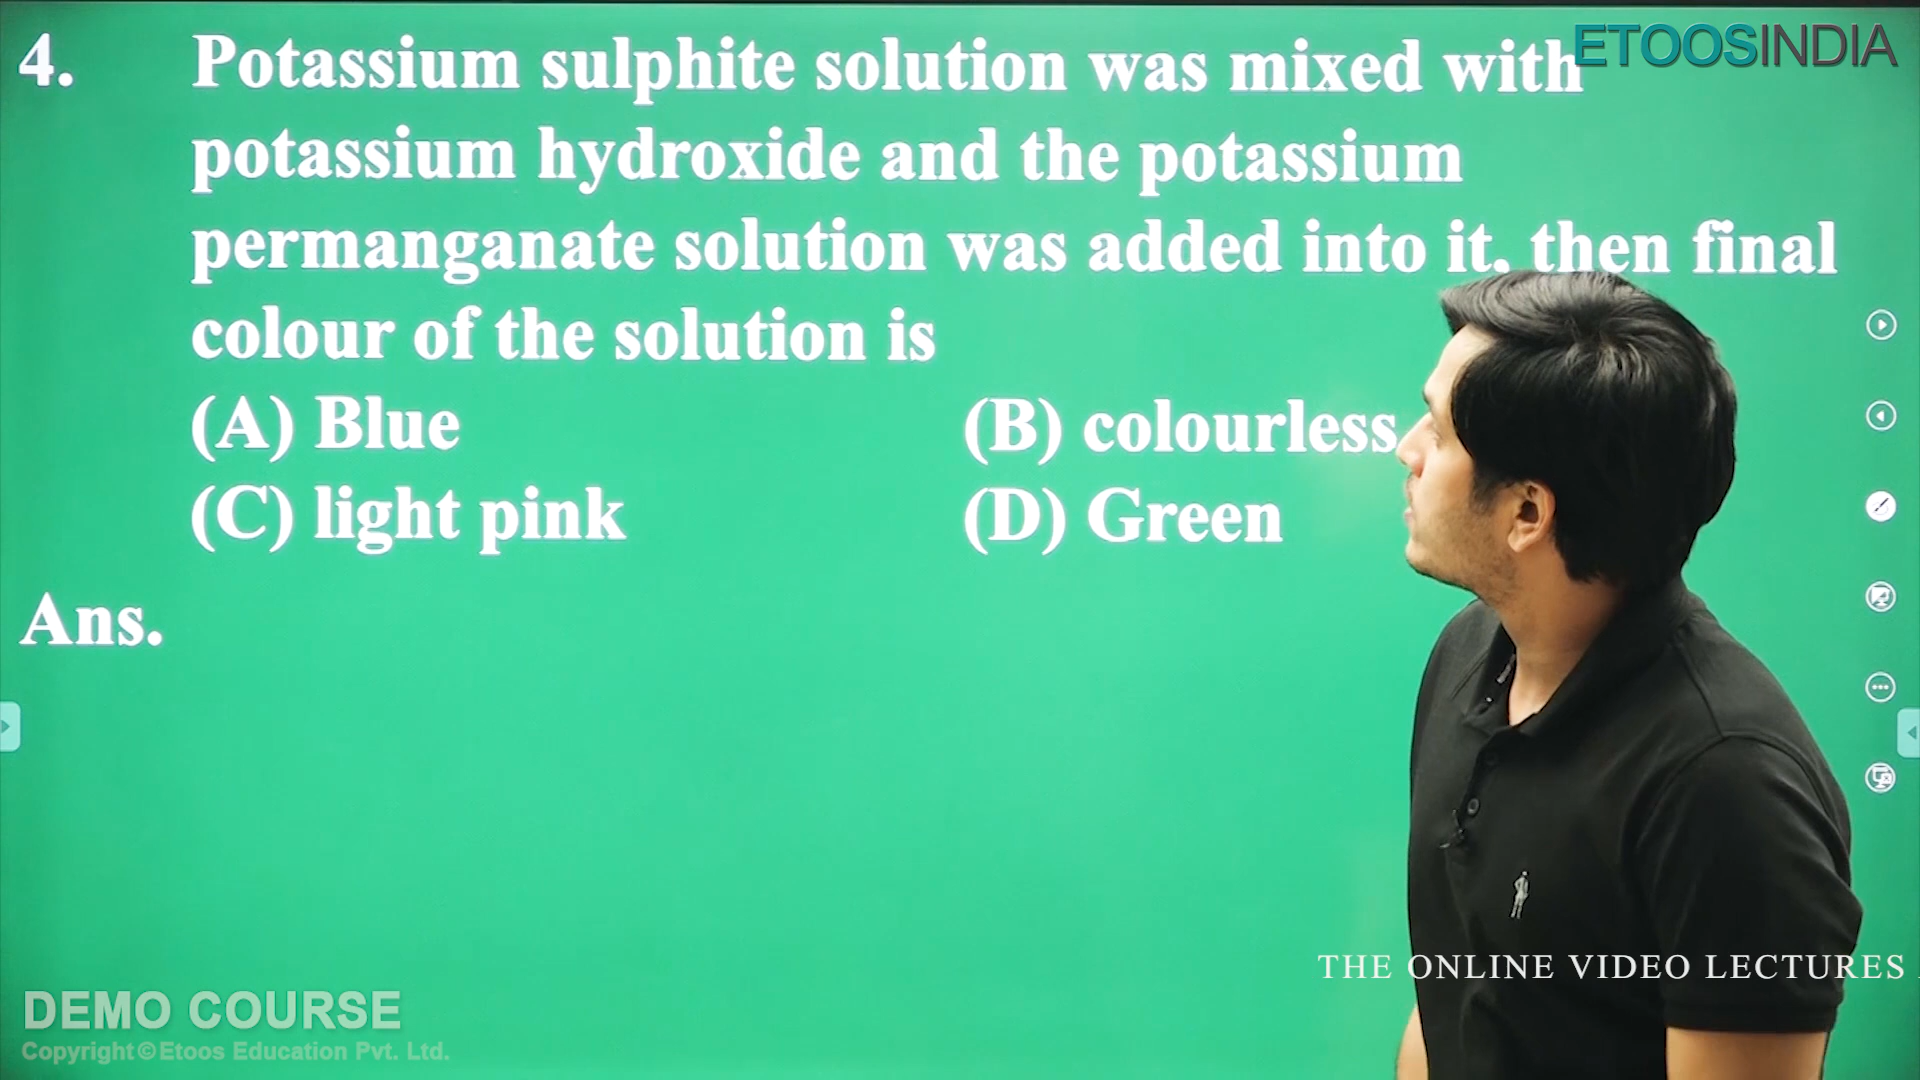 ETOOSINDIA
4. Potassium sulphite solution was mixed with
potassium hydroxide and the potassium
permanganate solution was added into it. then final
colour of the solution is
(A) Blue (B) colourless
(C) light pink (D) Green
Ans.
THE ONLINE VIDEO LECTURES
DEMO COURSE
Copyright © Etoos Education Pvt. Ltd.